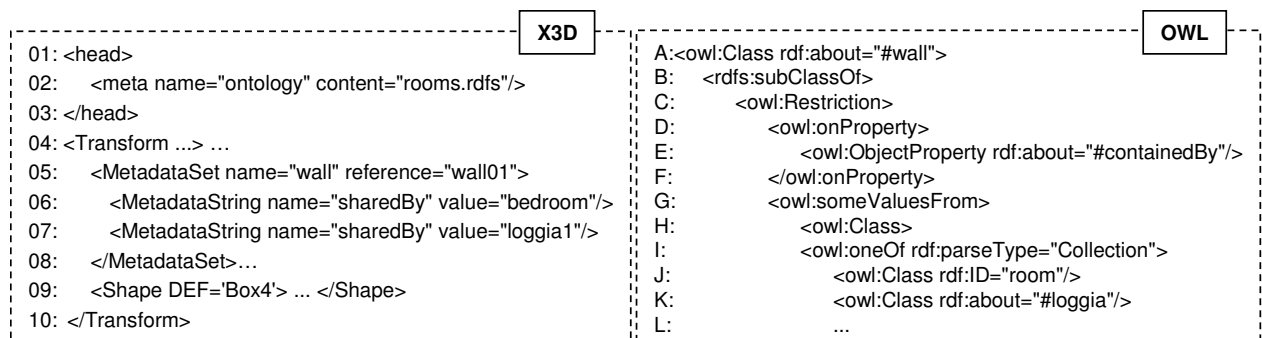 X3D
01: <head>
02: <meta name="ontology" content="rooms.rdfs"/>
03: </head>
04: <Transform ...> …
05: <MetadataSet name="wall" reference="wall01">
06: <MetadataString name="sharedBy" value="bedroom"/>
07: <MetadataString name="sharedBy" value="loggia1"/>
08: </MetadataSet>…
09: <Shape DEF='Box4'> ... </Shape>
10: </Transform>
OWL
A:<owl:Class rdf:about="#wall">
B: <rdfs:subClassOf>
C: <owl:Restriction>
D: <owl:onProperty>
E: <owl:ObjectProperty rdf:about="#containedBy"/>
F: </owl:onProperty>
G: <owl:someValuesFrom>
H: <owl:Class>
I: <owl:oneOf rdf:parseType="Collection">
J: <owl:Class rdf:ID="room"/>
K: <owl:Class rdf:about="#loggia"/>
L: ...